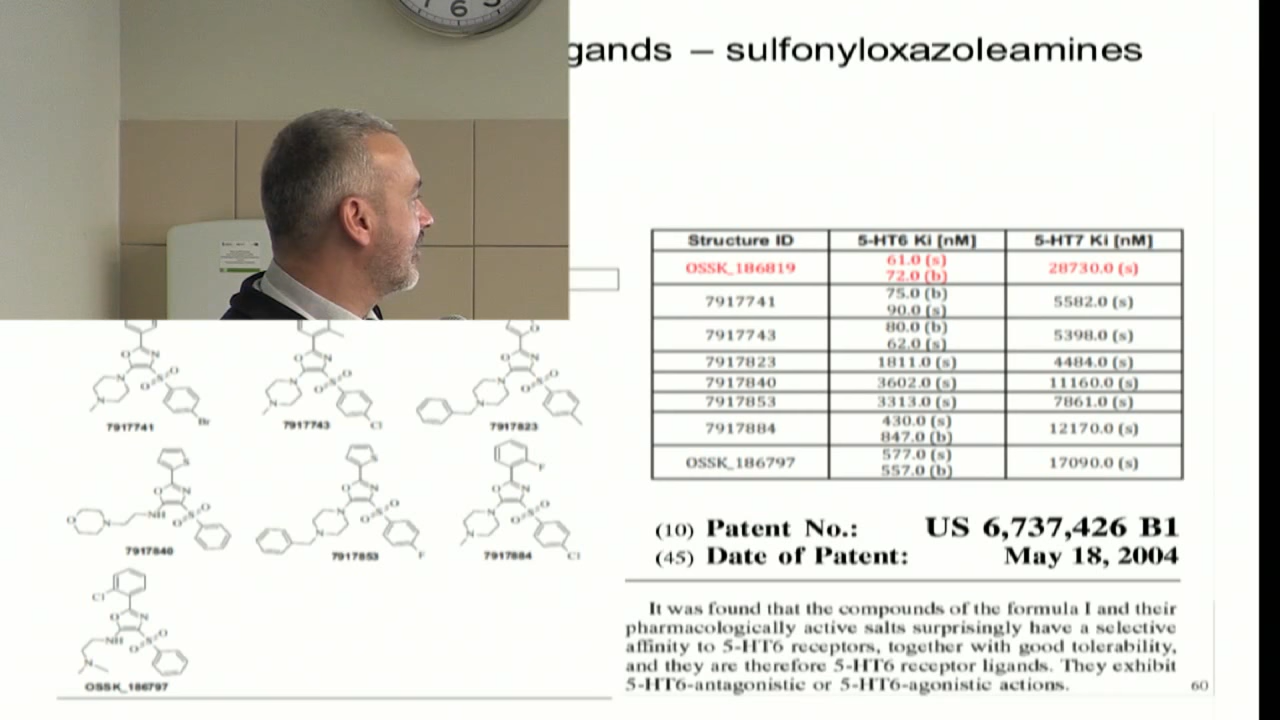 6
gands – sulfonyloxazoleamines
Structure ID 5-HT6 Ki [nM] 5-HT7 Ki [nM]
OSSK_186819 61.0 (s) 72.0 (b) 28730.0 (s)
7917741 75.0 (b) 90.0 (s) 5582.0 (s)
7917743 80.0 (b) 62.0 (s) 5398.0 (s)
7917823 1811.0 (s) 4484.0 (s)
7917840 3602.0 (s) 11160.0 (s)
7917853 3313.0 (s) 7861.0 (s)
7917884 430.0 (s) 847.0 (b) 12170.0 (s)
OSSK_186797 577.0 (s) 557.0 (b) 17090.0 (s)
7917741
7917743
7917823
7917840
7917853
7917884
OSSK_186797
(10) Patent No.: US 6,737,426 B1
(45) Date of Patent: May 18, 2004
It was found that the compounds of the formula I and their
pharmacologically active salts surprisingly have a selective
affinity to 5-HT6 receptors, together with good tolerability,
and they are therefore 5-HT6 receptor ligands. They exhibit
5-HT6-antagonistic or 5-HT6-agonistic actions.
60